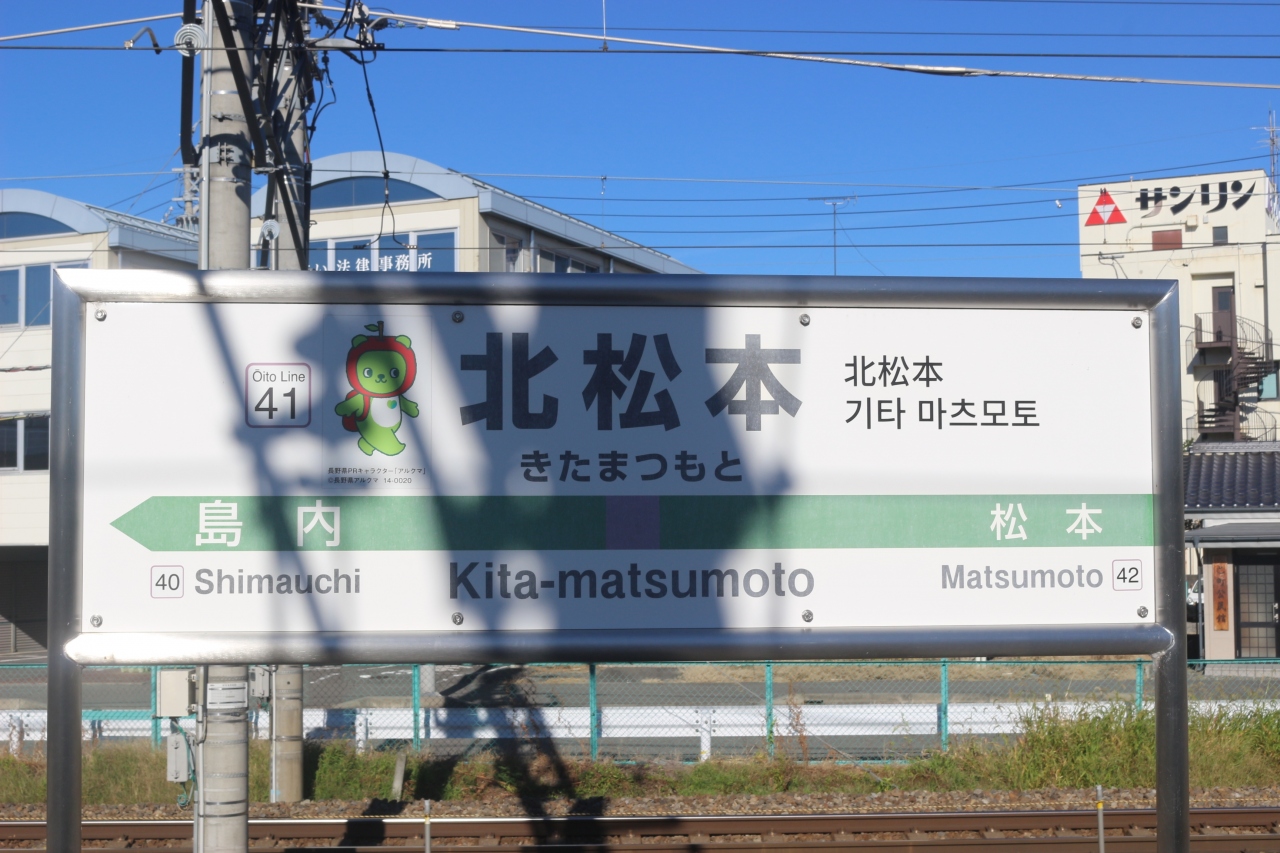 サンリン
法律事務所
Ōito Line
41
北松本
きたまつもと
北松本
기타 마츠모토
長野県PRキャラクター「アルクマ」
©長野県アルクマ 14-0020
島内
松本
40 Shimauchi
Kita-matsumoto
Matsumoto 42